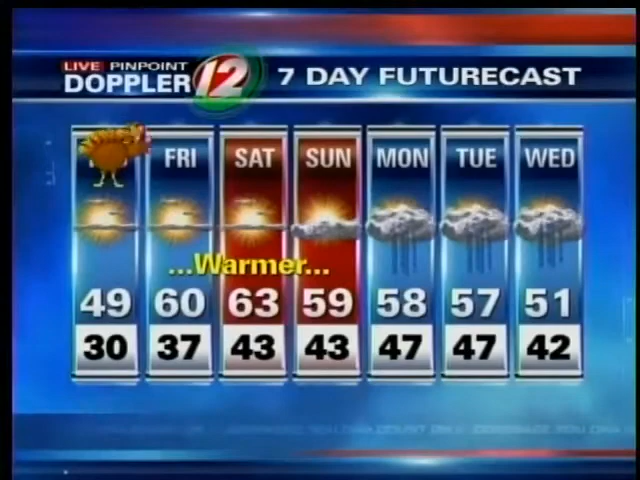 LIVE PINPOINT
DOPPLER 12
7 DAY FUTURECAST
FRI SAT SUN MON TUE WED
...Warmer...
49 60 63 59 58 57 51
30 37 43 43 47 47 42